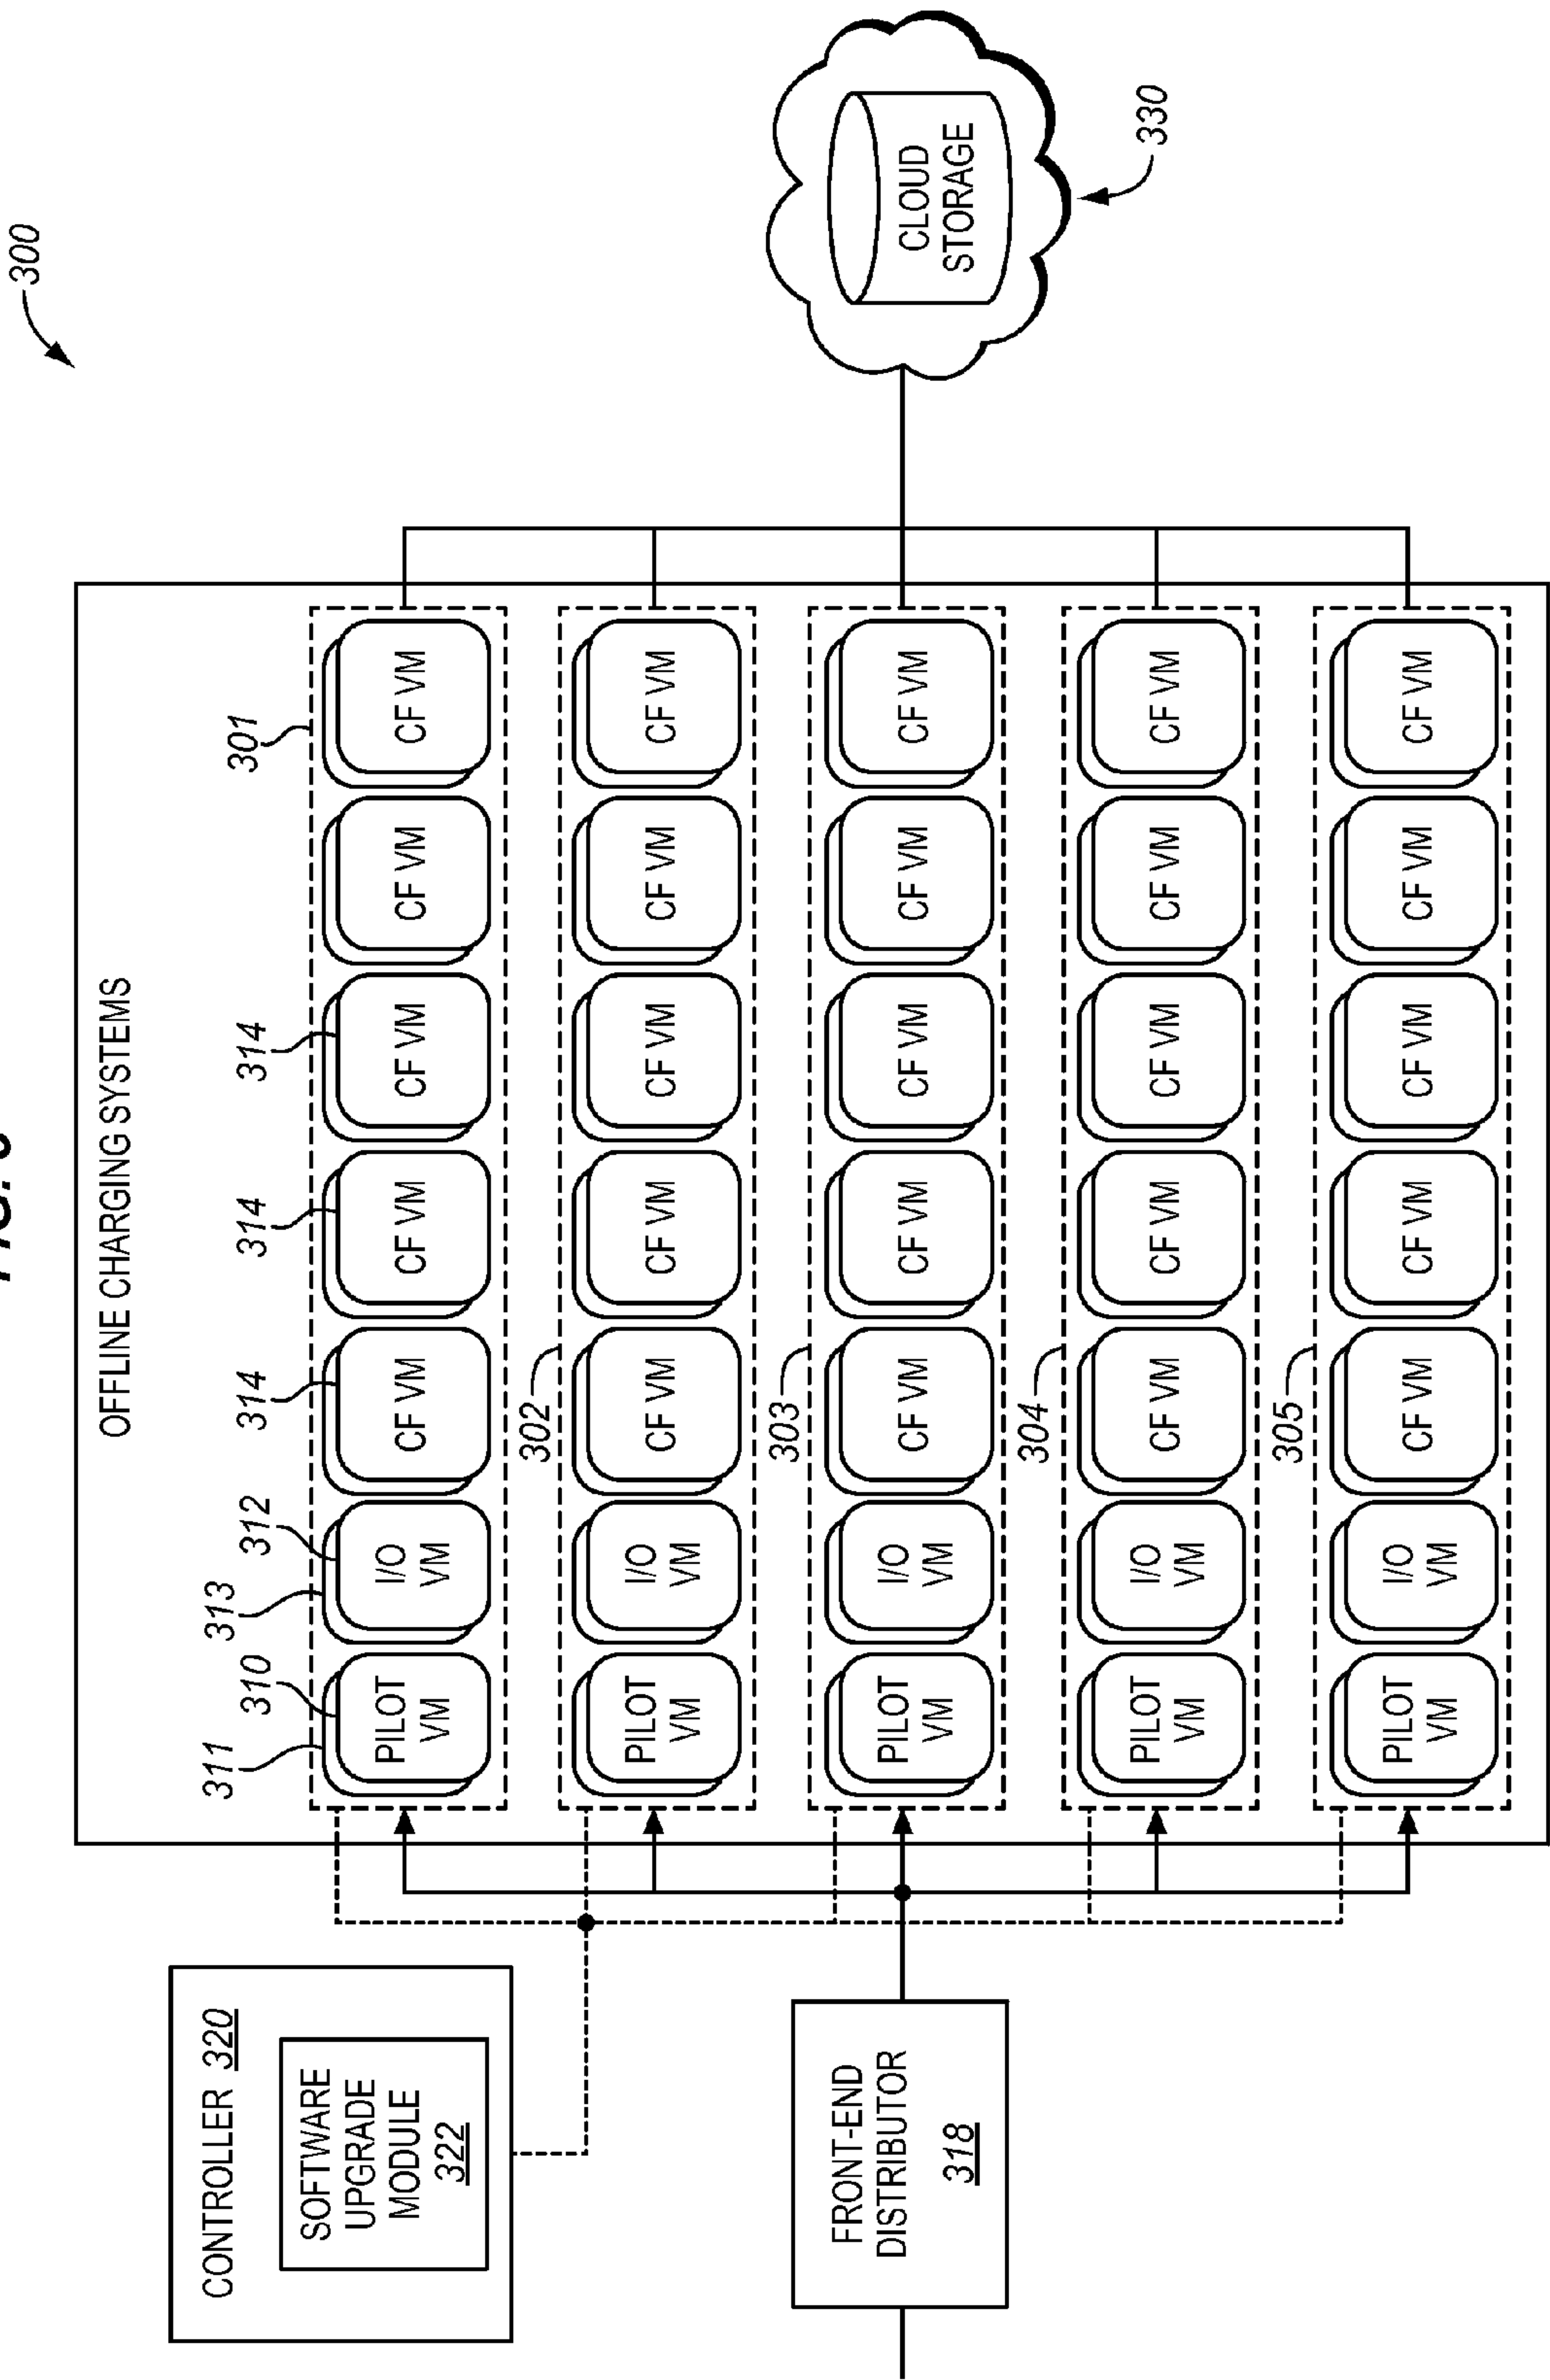 300
OFFLINE CHARGING SYSTEMS
CONTROLLER 320
SOFTWARE
UPGRADE
MODULE
322
311
310
313
312
314
314
314
301
PILOT
VM
I/O
VM
CF VM
CF VM
CF VM
CF VM
CF VM
302
PILOT
VM
I/O
VM
CF VM
CF VM
CF VM
CF VM
CF VM
303
PILOT
VM
I/O
VM
CF VM
CF VM
CF VM
CF VM
CF VM
304
PILOT
VM
I/O
VM
CF VM
CF VM
CF VM
CF VM
CF VM
305
PILOT
VM
I/O
VM
CF VM
CF VM
CF VM
CF VM
CF VM
FRONT-END
DISTRIBUTOR
318
CLOUD
STORAGE
330